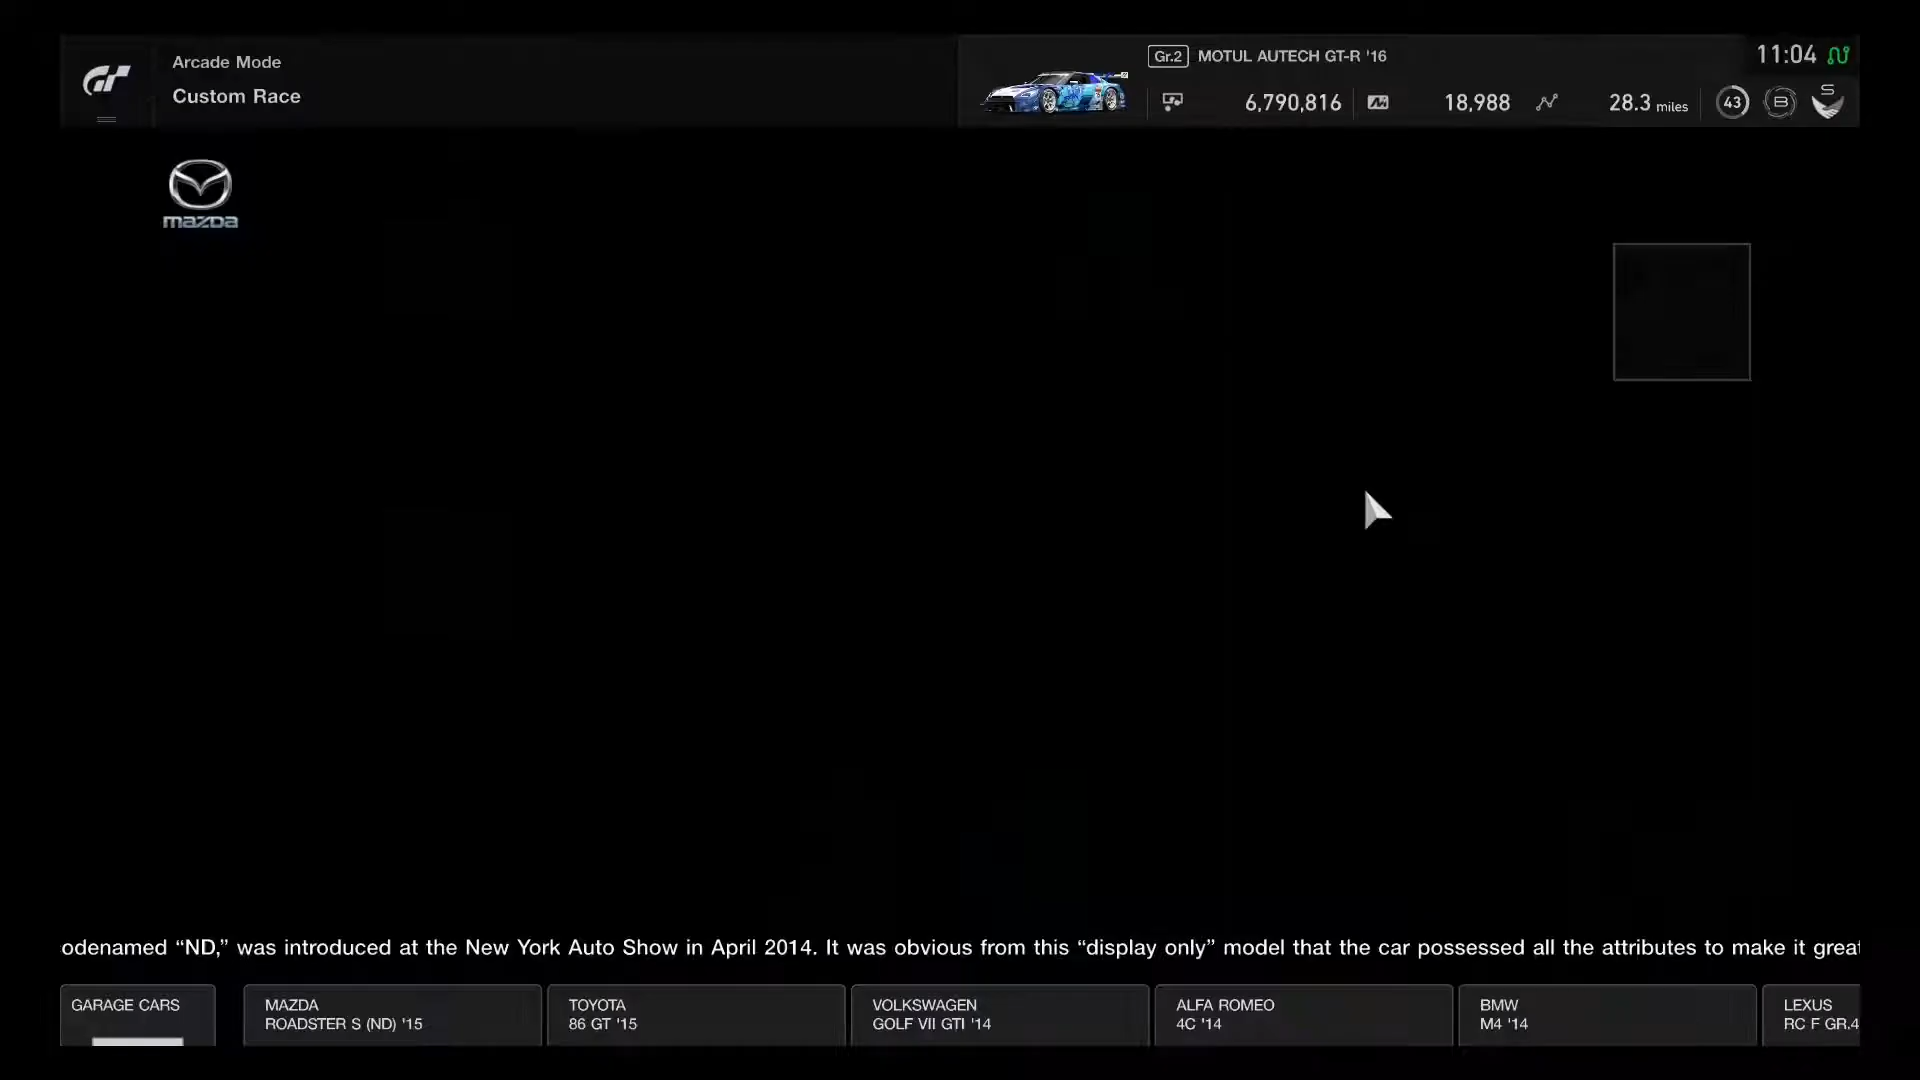 Arcade Mode
Custom Race
Gr.2 MOTUL AUTECH GT-R '16
11:04
6,790,816
18,988
28.3 miles
43
B
S
mazDa
odenamed “ND,” was introduced at the New York Auto Show in April 2014. It was obvious from this “display only” model that the car possessed all the attributes to make it great
GARAGE CARS
MAZDA
ROADSTER S (ND) '15
TOYOTA
86 GT '15
VOLKSWAGEN
GOLF VII GTI '14
ALFA ROMEO
4C '14
BMW
M4 '14
LEXUS
RC F GR.4